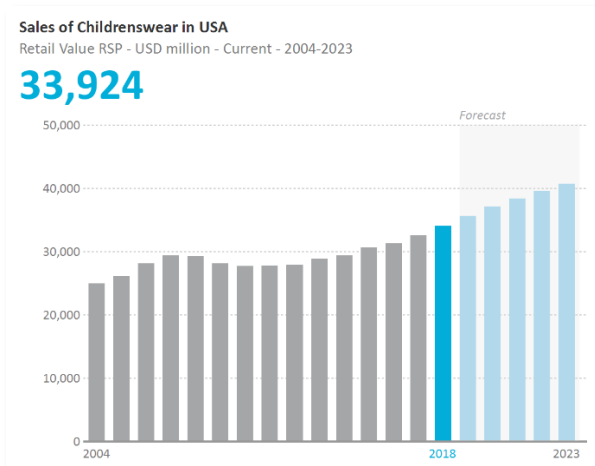 Sales of Childrenswear in USA
Retail Value RSP - USD million - Current - 2004-2023
33,924
Forecast
50,000
40,000
30,000
20,000
10,000
0
2004 2018 2023